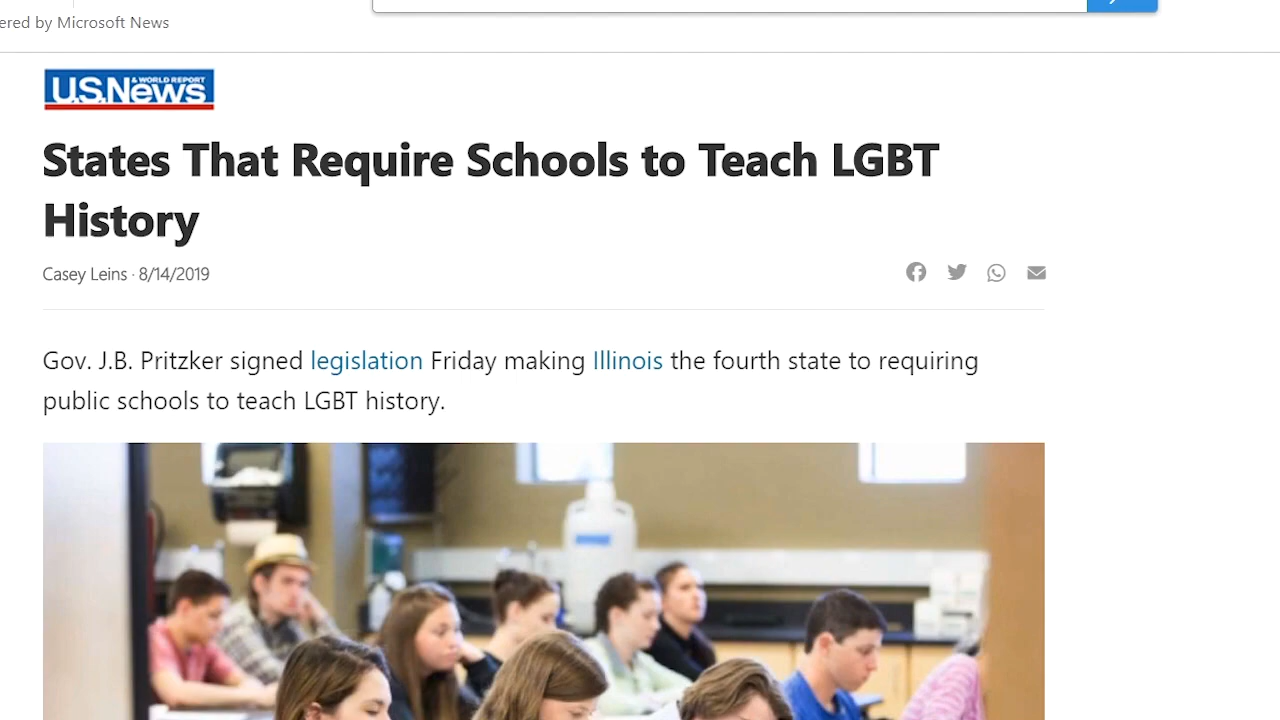 ered by Microsoft News
U.S.News
& WORLD REPORT
States That Require Schools to Teach LGBT
History
Casey Leins · 8/14/2019
Gov. J.B. Pritzker signed legislation Friday making Illinois the fourth state to requiring
public schools to teach LGBT history.